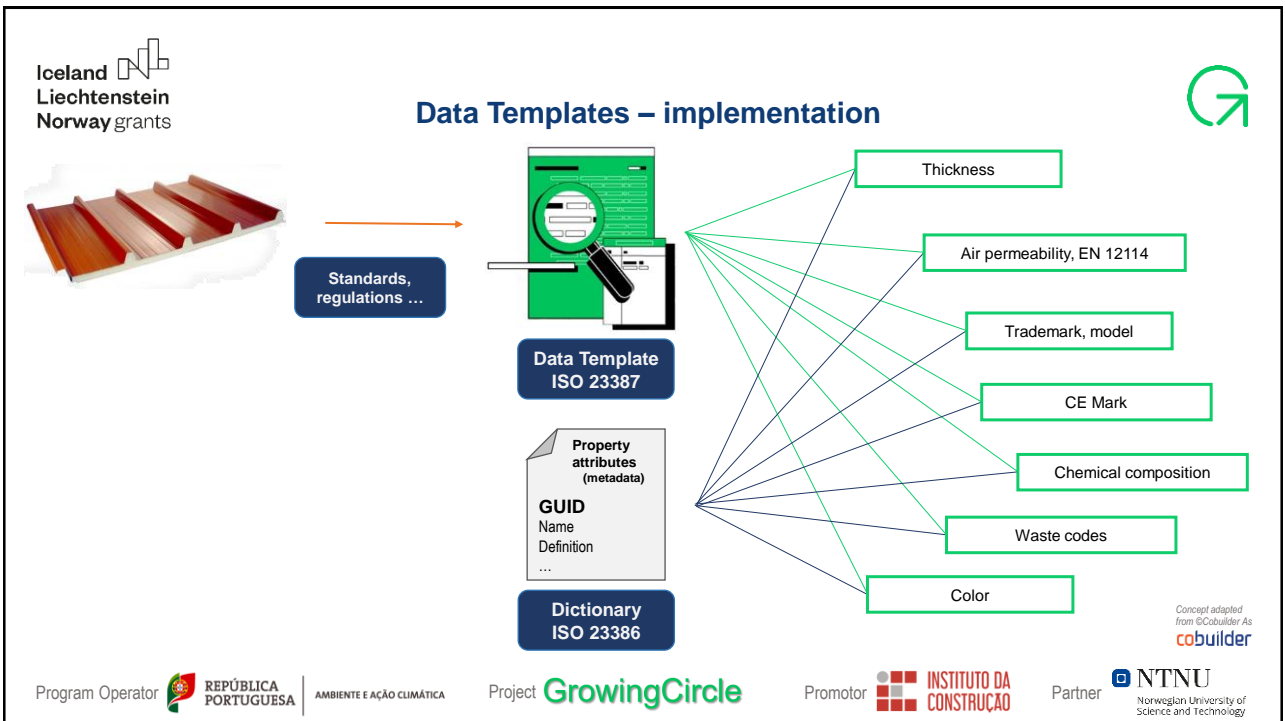 Iceland
Liechtenstein
Norway grants
Data Templates – implementation
Standards,
regulations …
Data Template
ISO 23387
Property
attributes
(metadata)
GUID
Name
Definition
…
Dictionary
ISO 23386
Thickness
Air permeability, EN 12114
Trademark, model
CE Mark
Chemical composition
Waste codes
Color
Concept adapted
from ©Cobuilder As
cobuilder
Program Operator
REPÚBLICA
PORTUGUESA
AMBIENTE E AÇÃO CLIMÁTICA
Project GrowingCircle
Promotor
INSTITUTO DA
CONSTRUÇÃO
Partner
NTNU
Norwegian University of
Science and Technology